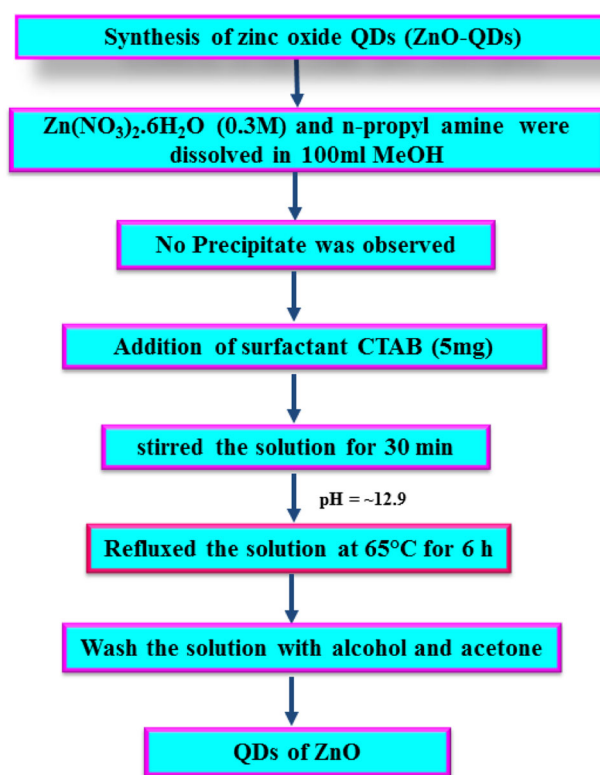 Synthesis of zinc oxide QDs (ZnO-QDs)
Zn(NO₃)₂.6H₂O (0.3M) and n-propyl amine were
dissolved in 100ml MeOH
No Precipitate was observed
Addition of surfactant CTAB (5mg)
stirred the solution for 30 min
pH = ~12.9
Refluxed the solution at 65°C for 6 h
Wash the solution with alcohol and acetone
QDs of ZnO